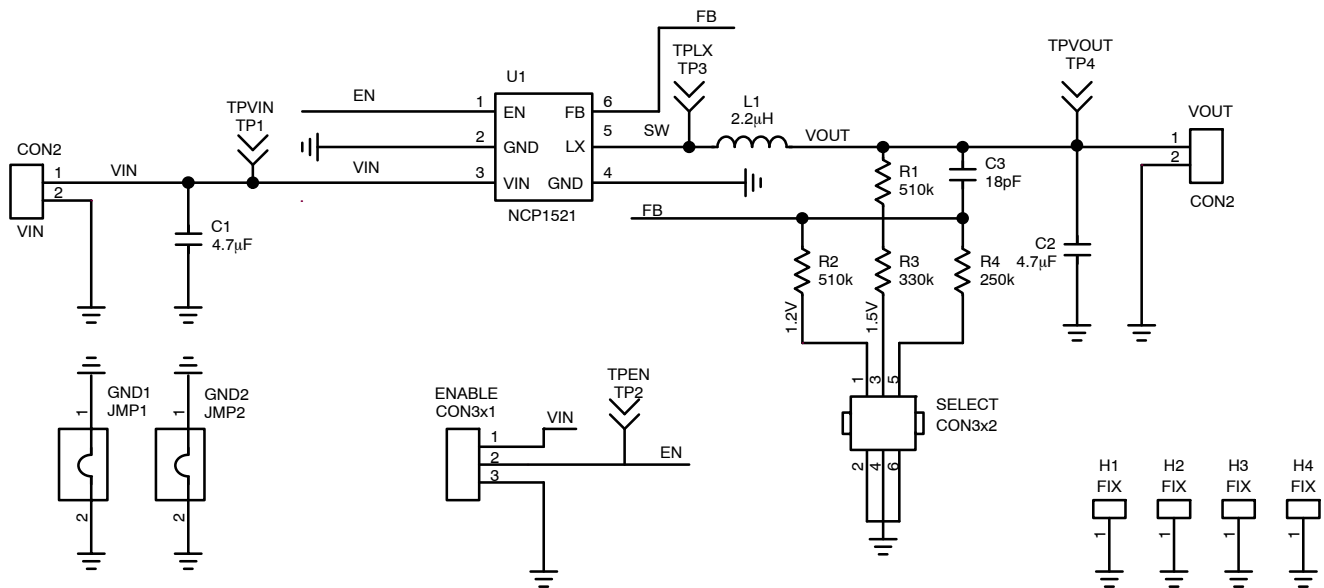 FB
TPLX
TP3
TPVOUT
TP4
U1
EN
TPVIN
TP1
1
EN
FB
6
L1
2.2μH
VOUT
2
GND
LX
5
SW
VOUT
1
2
CON2
CON2
1
2
VIN
VIN
VIN
3
VIN
GND
4
NCP1521
R1
510k
C3
18pF
FB
C1
4.7μF
R2
510k
R3
330k
R4
250k
C2
4.7μF
1.2V
1.5V
GND1
JMP1
1
2
GND2
JMP2
1
2
ENABLE
CON3x1
1
2
3
VIN
TPEN
TP2
EN
1
3
5
SELECT
CON3x2
2
4
6
H1
FIX
1
H2
FIX
1
H3
FIX
1
H4
FIX
1